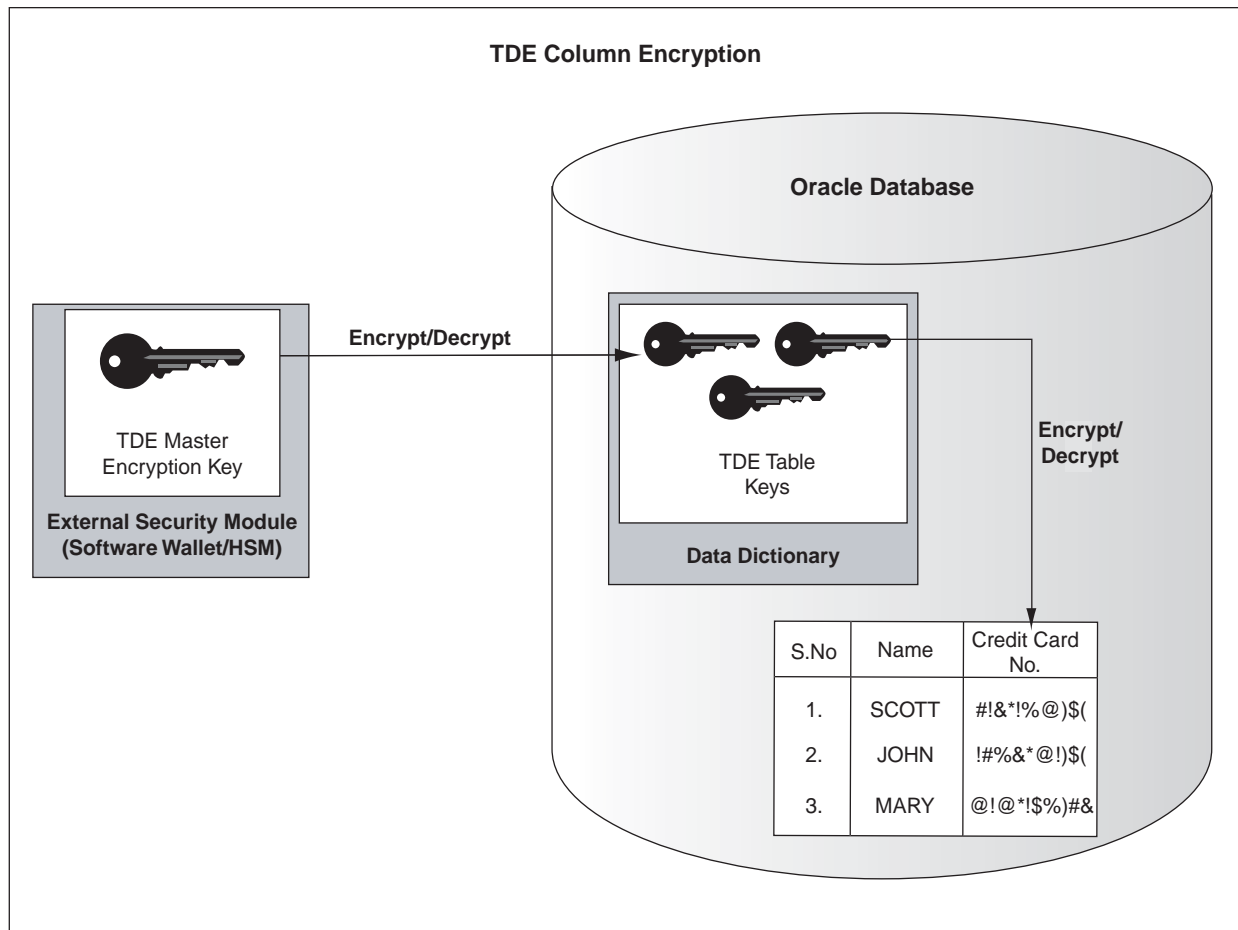 TDE Column Encryption
Oracle Database
Encrypt/Decrypt
TDE Master
Encryption Key
External Security Module
(Software Wallet/HSM)
TDE Table
Keys
Data Dictionary
Encrypt/
Decrypt
S.No Name Credit Card
No.
1. SCOTT #!&*!%@)$(
2. JOHN !#%&*@!)$(
3. MARY @!@*!$%)#&